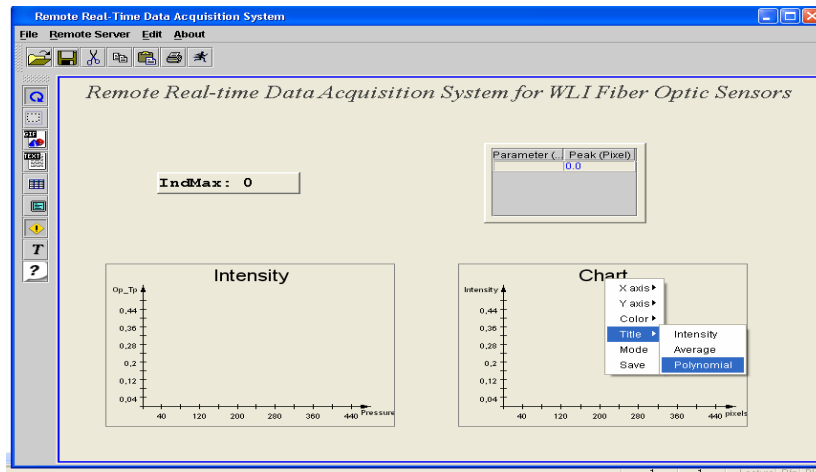 Remote Real-Time Data Acquisition System
File Remote Server Edit About
Remote Real-time Data Acquisition System for WLI Fiber Optic Sensors
GIF
TEXT
T
?
IndMax: 0
Parameter (... Peak (Pixel)
0.0
Intensity
Op_Tp
0,44
0,36
0,28
0,2
0,12
0,04
40 120 200 280 360 440 Pressure
Chart
Intensity
0,44
0,36
0,28
0,2
0,12
0,04
40 120 200 280 360 440 pixels
X axis
Y axis
Color
Title
Mode
Save
Intensity
Average
Polynomial